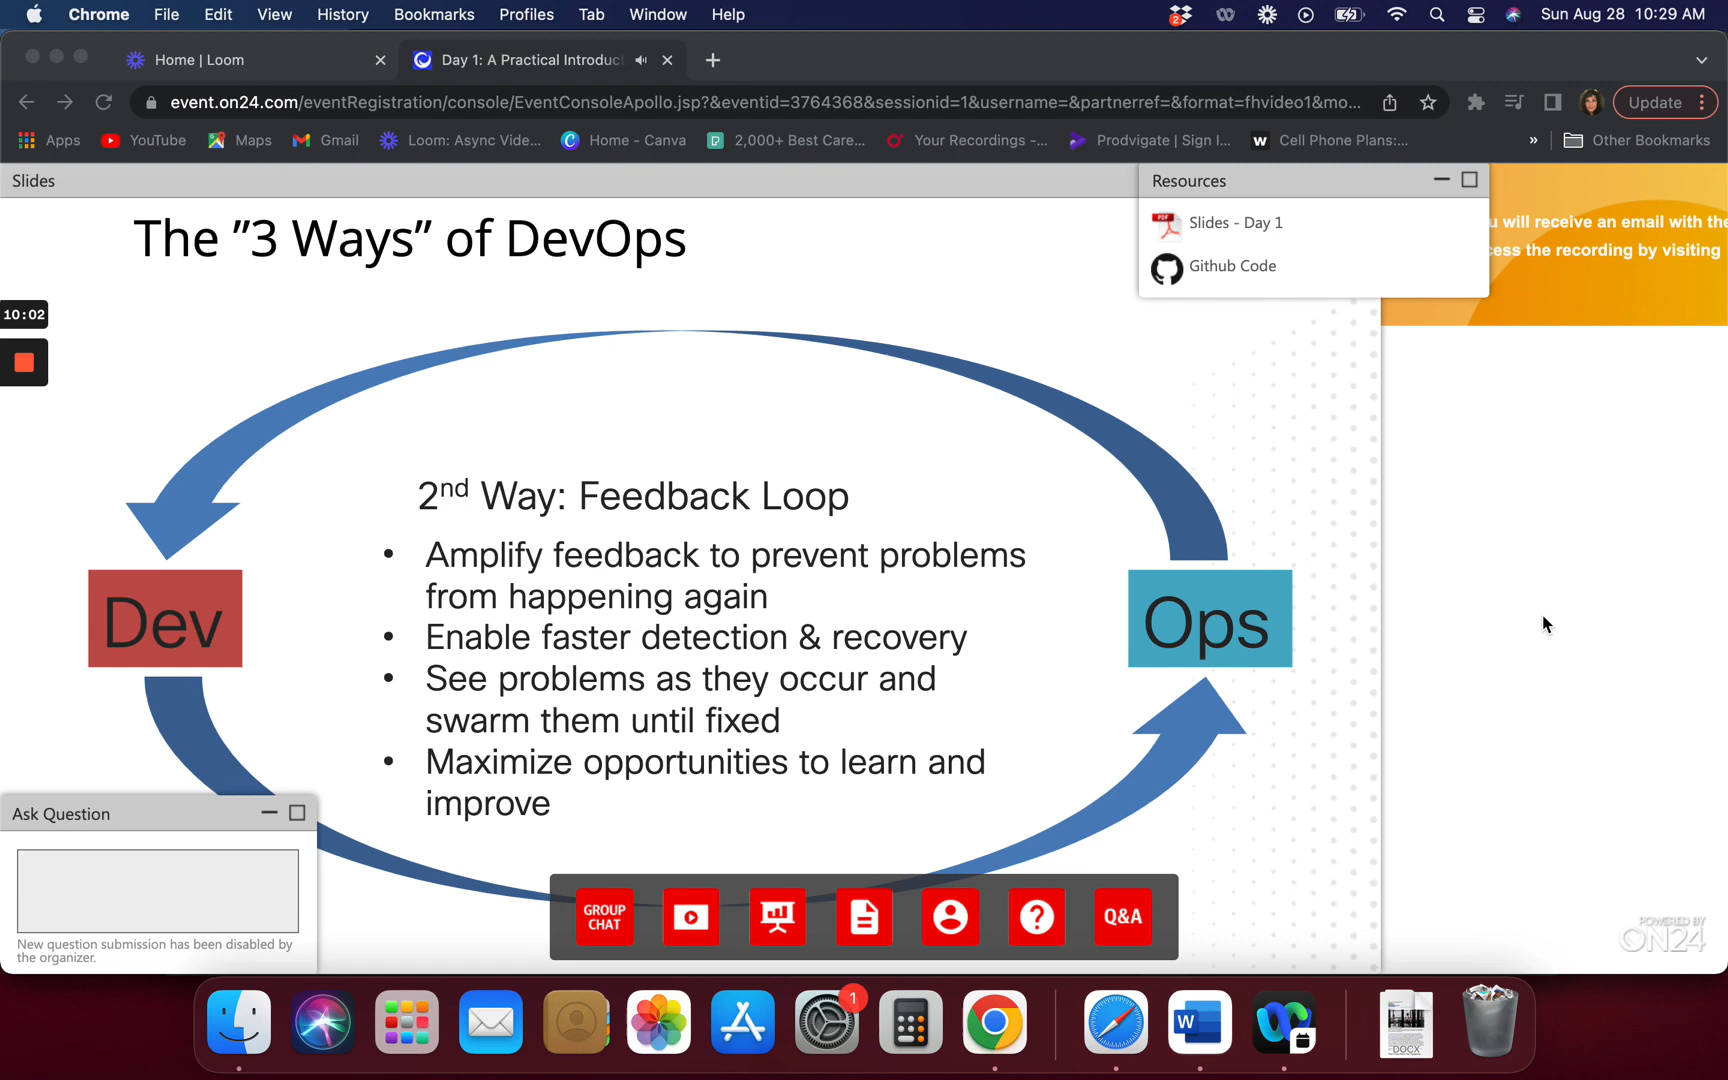 Chrome File Edit View History Bookmarks Profiles Tab Window Help
2
Sun Aug 28 10:29 AM
Home | Loom
Day 1: A Practical Introduc
event.on24.com/eventRegistration/console/EventConsoleApollo.jsp?&eventid=3764368&sessionid=1&username=&partnerref=&format=fhvideo1&mo...
Update
Apps YouTube Maps Gmail Loom: Async Vide... Home - Canva 2,000+ Best Care... Your Recordings -... Prodvigate | Sign I... W Cell Phone Plans:... » Other Bookmarks
Slides
Resources
PDF Slides - Day 1
Github Code
u will receive an email with the
cess the recording by visiting
The ”3 Ways” of DevOps
10:02
2nd Way: Feedback Loop
• Amplify feedback to prevent problems
from happening again
• Enable faster detection & recovery
• See problems as they occur and
swarm them until fixed
• Maximize opportunities to learn and
improve
Dev
Ops
Ask Question
New question submission has been disabled by
the organizer.
GROUP
CHAT
Q&A
POWERED BY
ON24
1
W
DOCX